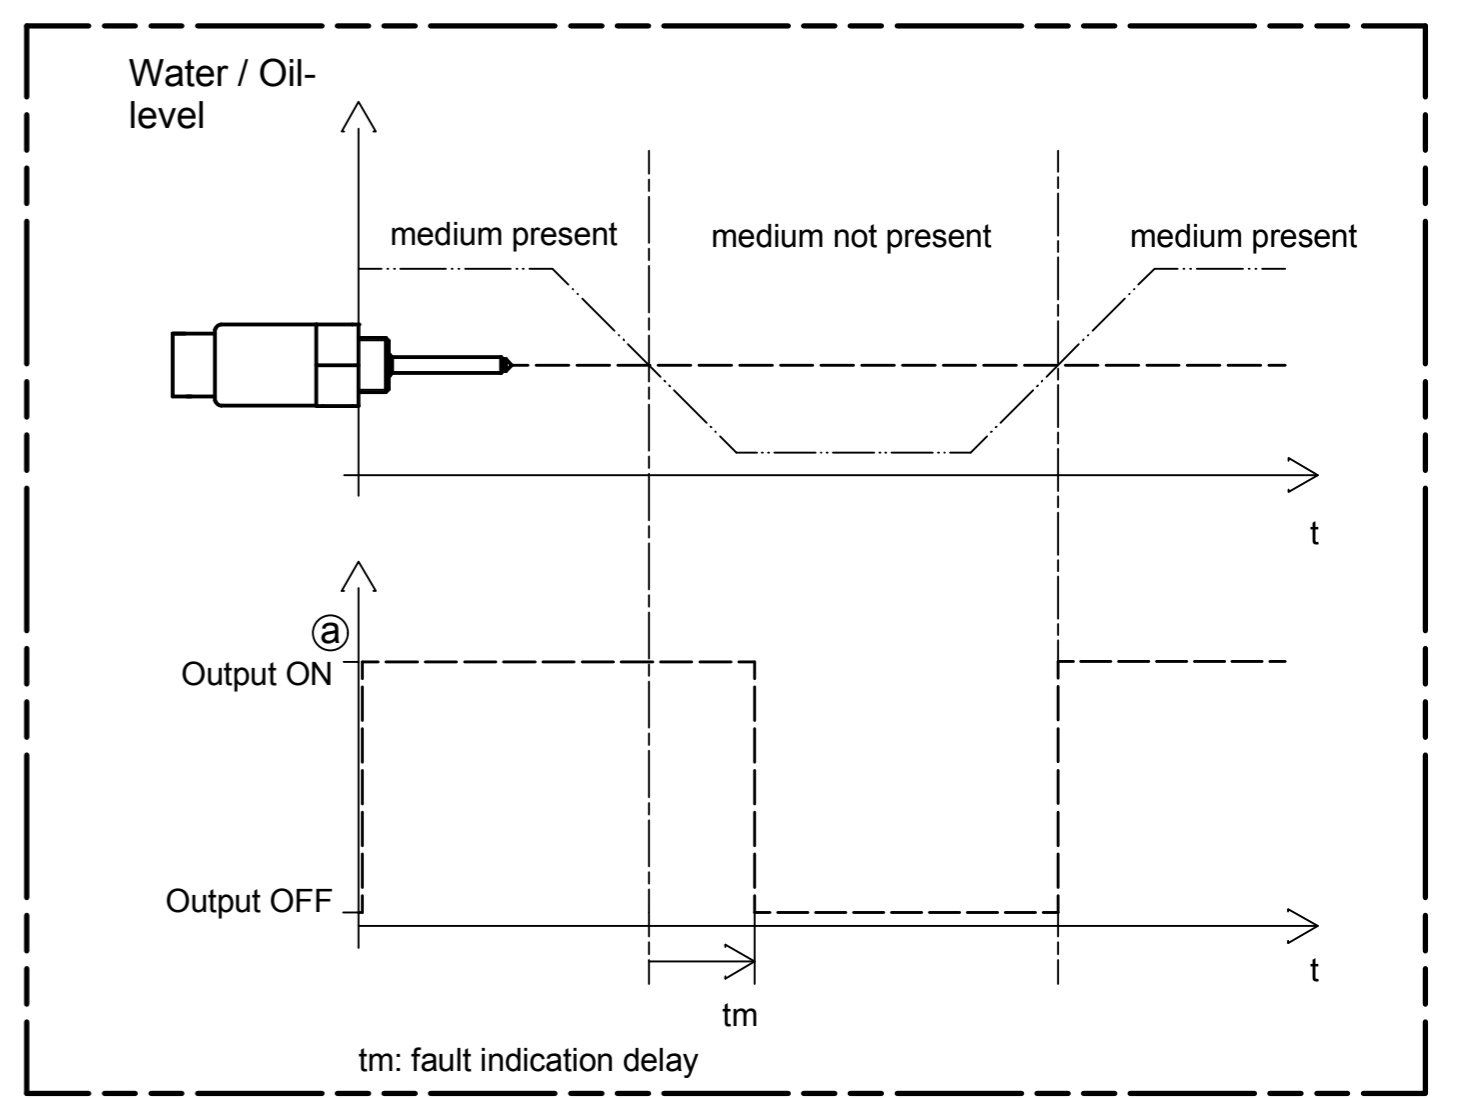 Water / Oil-
level
medium present
medium not present
medium present
t
ⓐ
Output ON
Output OFF
t
tm
tm: fault indication delay